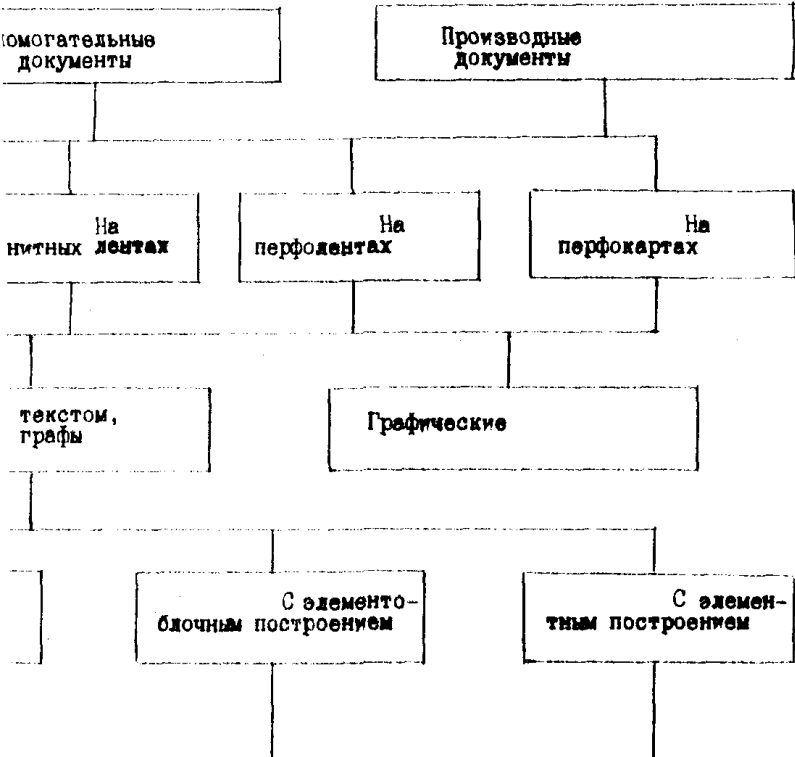 омогательные
документы
Производные
документы
На
нитных лентах
На
перфолентах
На
перфокартах
текстом,
графы
Графические
С элементо-
блочным построением
С элемен-
тным построением